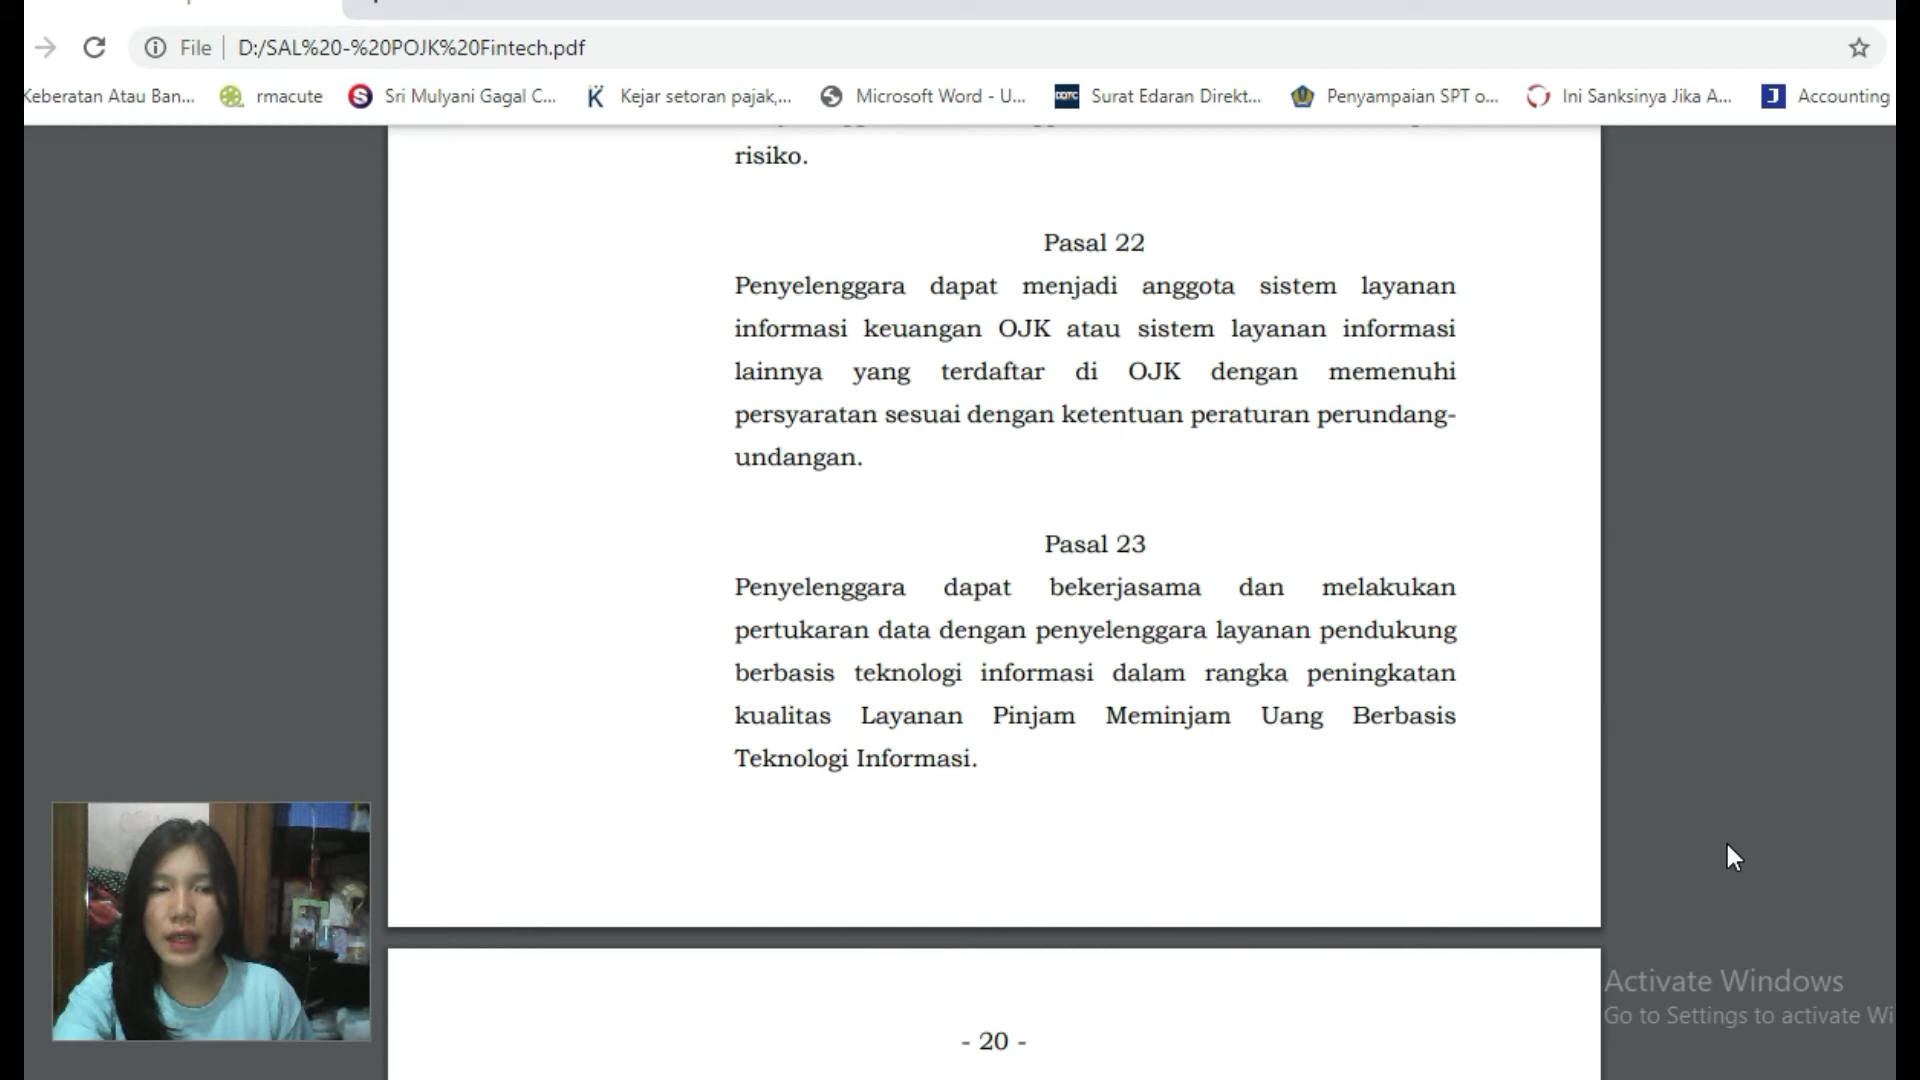 File D:/SAL%20-%20POJK%20Fintech.pdf
Keberatan Atau Ban... rmacute Sri Mulyani Gagal C... Kejar setoran pajak,... Microsoft Word - U... DDTC Surat Edaran Direkt... Penyampaian SPT o... Ini Sanksinya Jika A... Accounting
risiko.
Pasal 22
Penyelenggara dapat menjadi anggota sistem layanan
informasi keuangan OJK atau sistem layanan informasi
lainnya yang terdaftar di OJK dengan memenuhi
persyaratan sesuai dengan ketentuan peraturan perundang-
undangan.
Pasal 23
Penyelenggara dapat bekerjasama dan melakukan
pertukaran data dengan penyelenggara layanan pendukung
berbasis teknologi informasi dalam rangka peningkatan
kualitas Layanan Pinjam Meminjam Uang Berbasis
Teknologi Informasi.
Activate Windows
Go to Settings to activate Wi
- 20 -